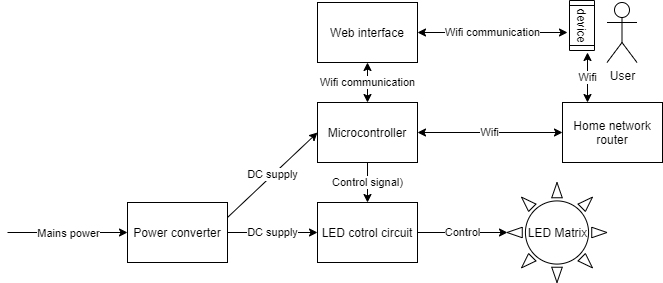 Web interface
Wifi communication
device
User
Wifi communication
Wifi
Microcontroller
Wifi
Home network
router
DC supply
Control signal)
Mains power
Power converter
DC supply
LED cotrol circuit
Control
LED Matrix